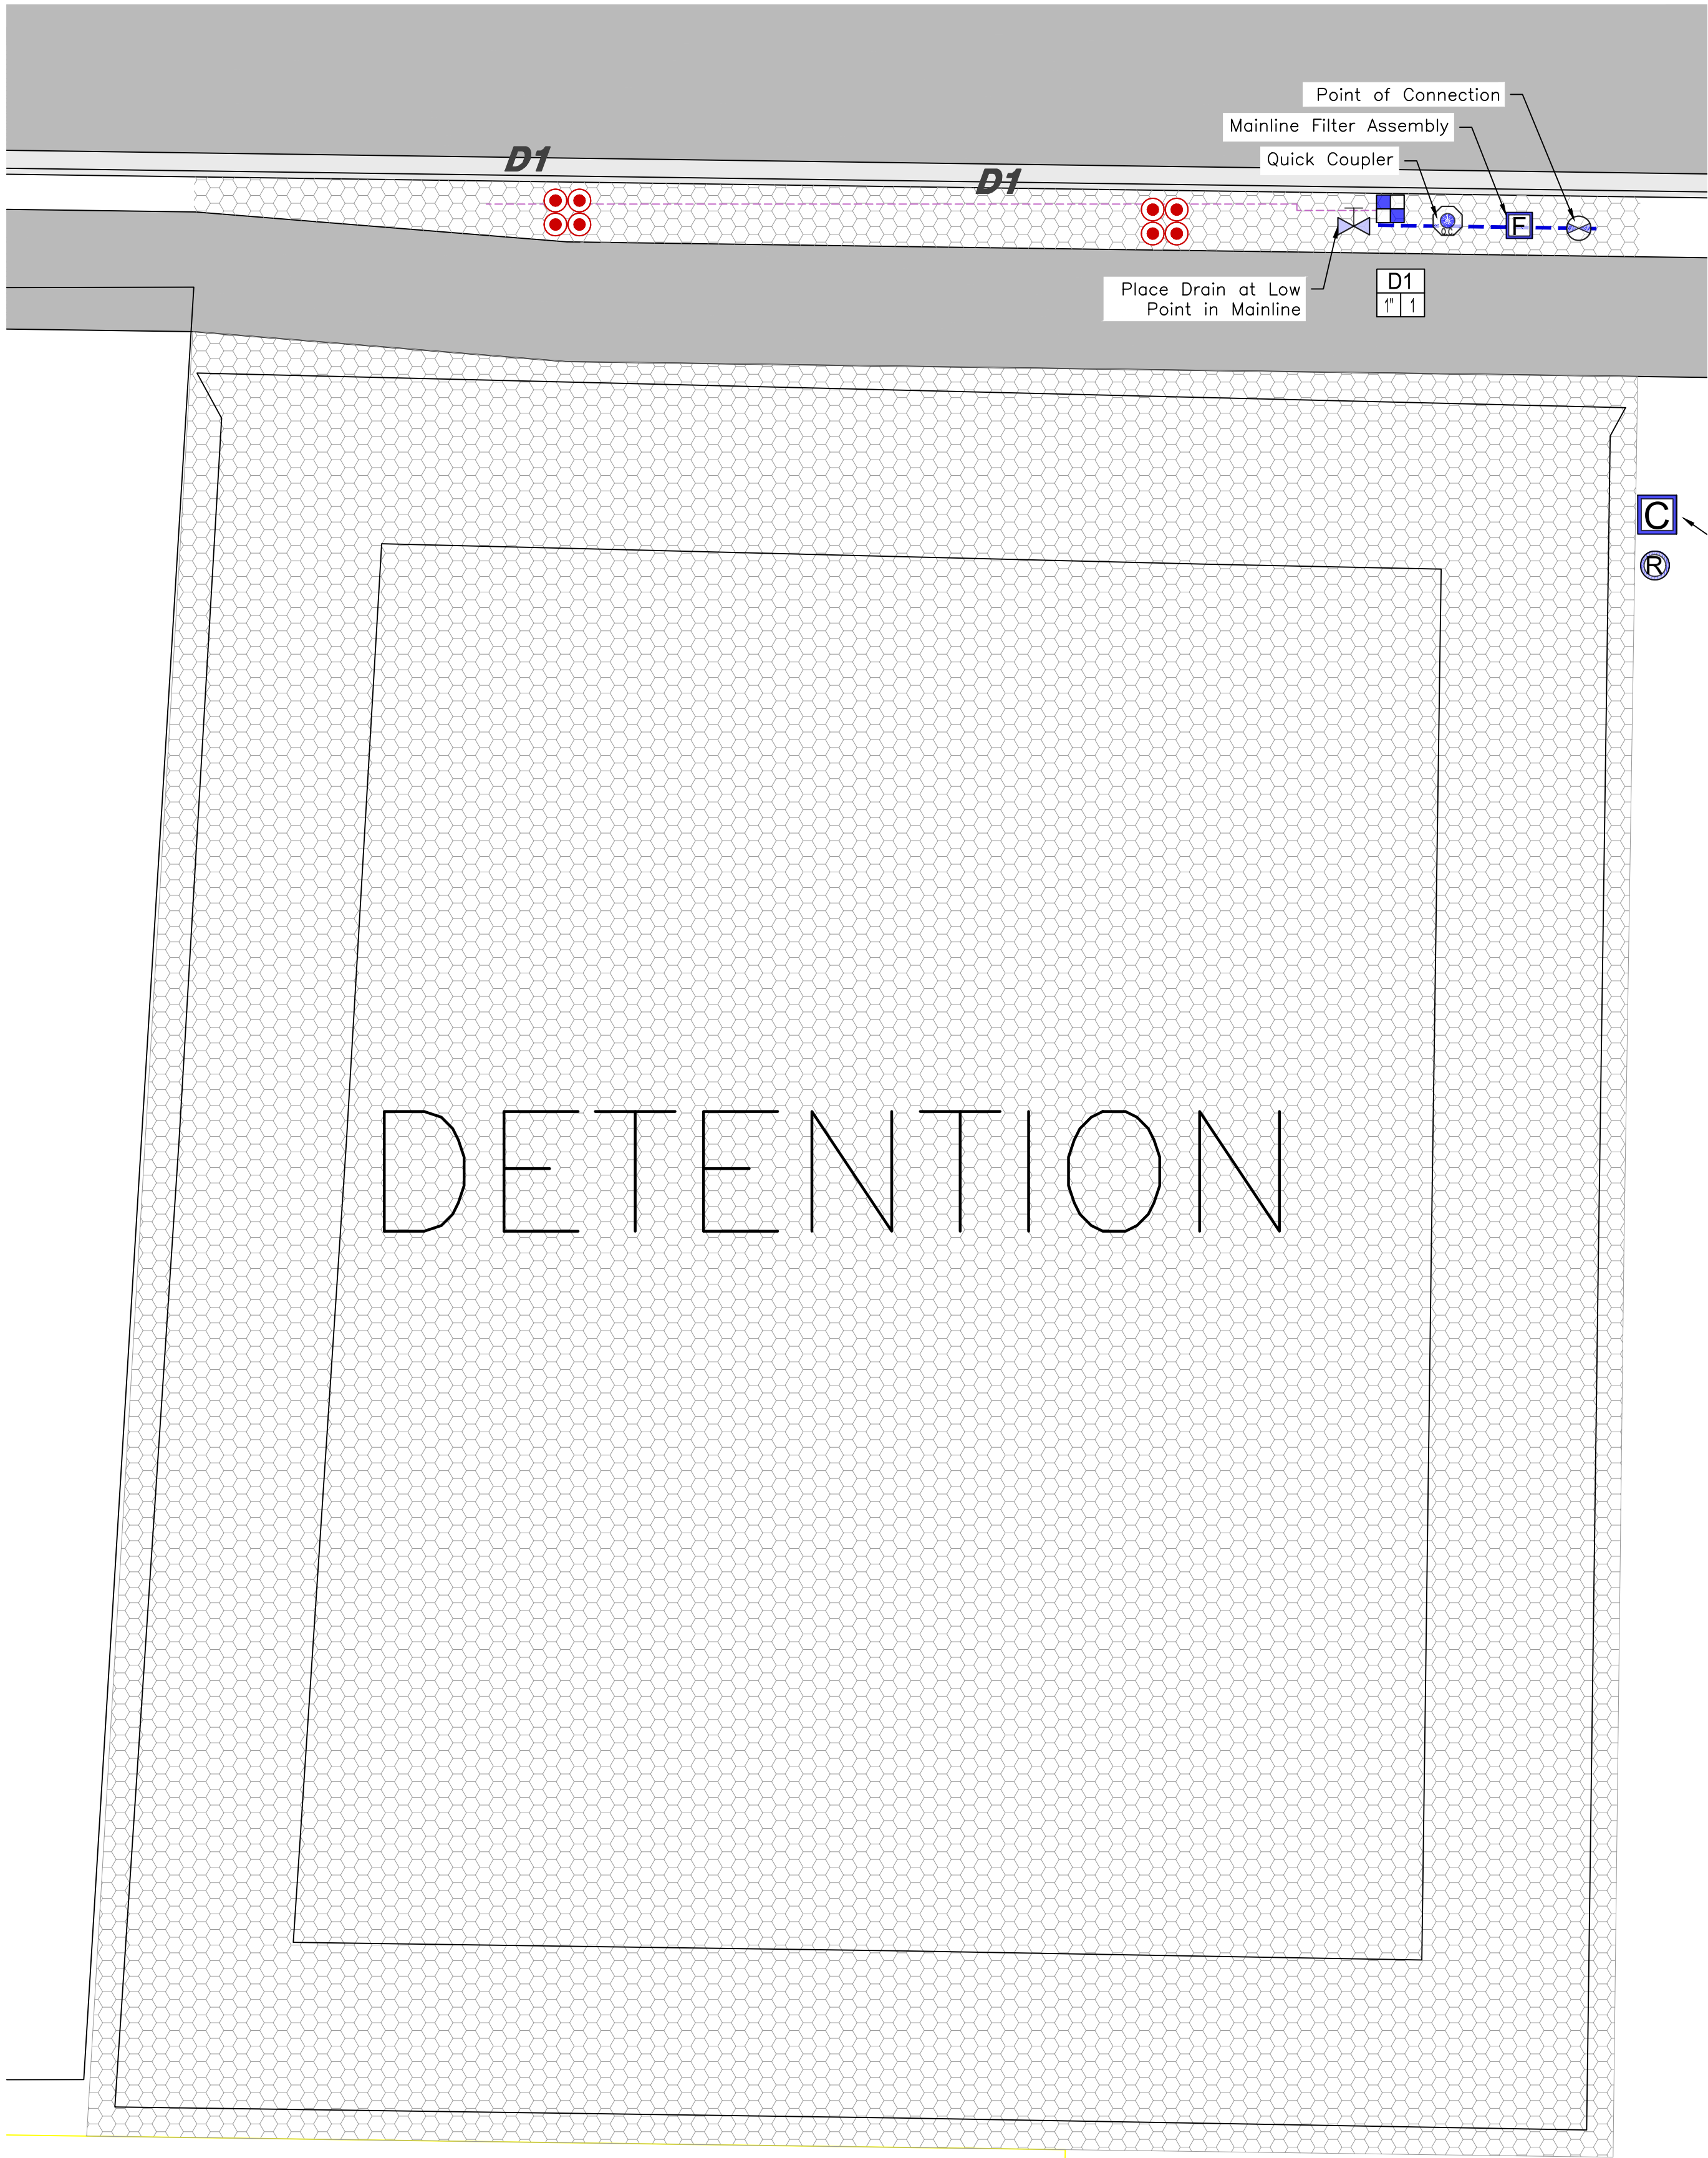 Point of Connection
Mainline Filter Assembly
Quick Coupler
D1
D1
F
QC
Place Drain at Low
Point in Mainline
D1
1" 1
C
R
DETENTION